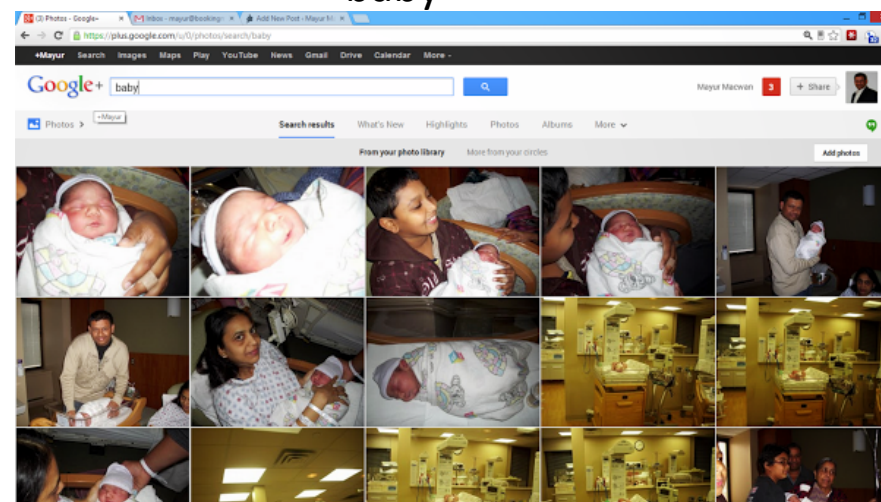 baby
(3) Photos - Google+
Inbox - mayur@booking
Add New Post - Mayur M
https://plus.google.com/u/0/photos/search/baby
+Mayur Search Images Maps Play YouTube News Gmail Drive Calendar More
Google+ baby Mayur Macwan 3 + Share
Photos > +Mayur Search results What's New Highlights Photos Albums More
From your photo library More from your circles Add photos